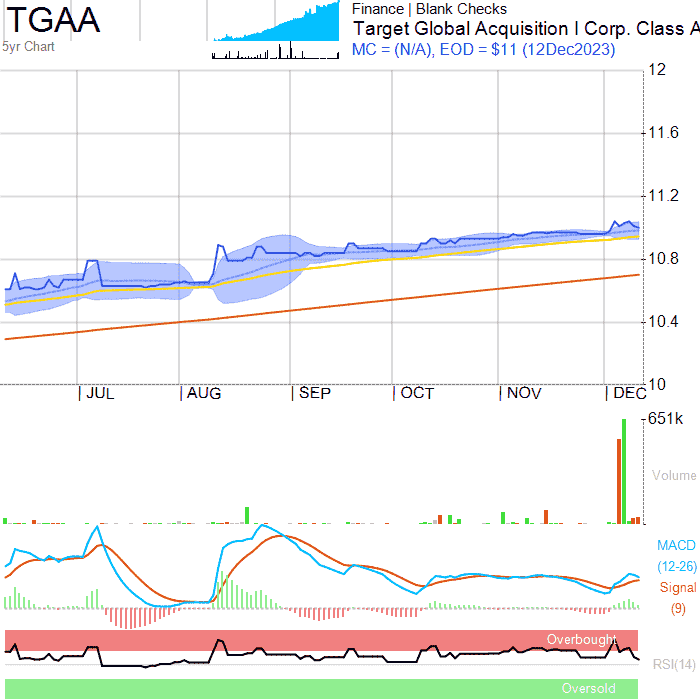 TGAA
5yr Chart
Finance | Blank Checks
Target Global Acquisition I Corp. Class A
MC = (N/A), EOD = $11 (12Dec2023)
12
11.6
11.2
10.8
10.4
10
| JUL | AUG | SEP | OCT | NOV | DEC
651k
Volume
MACD
(12-26)
Signal
(9)
Overbought
RSI(14)
Oversold